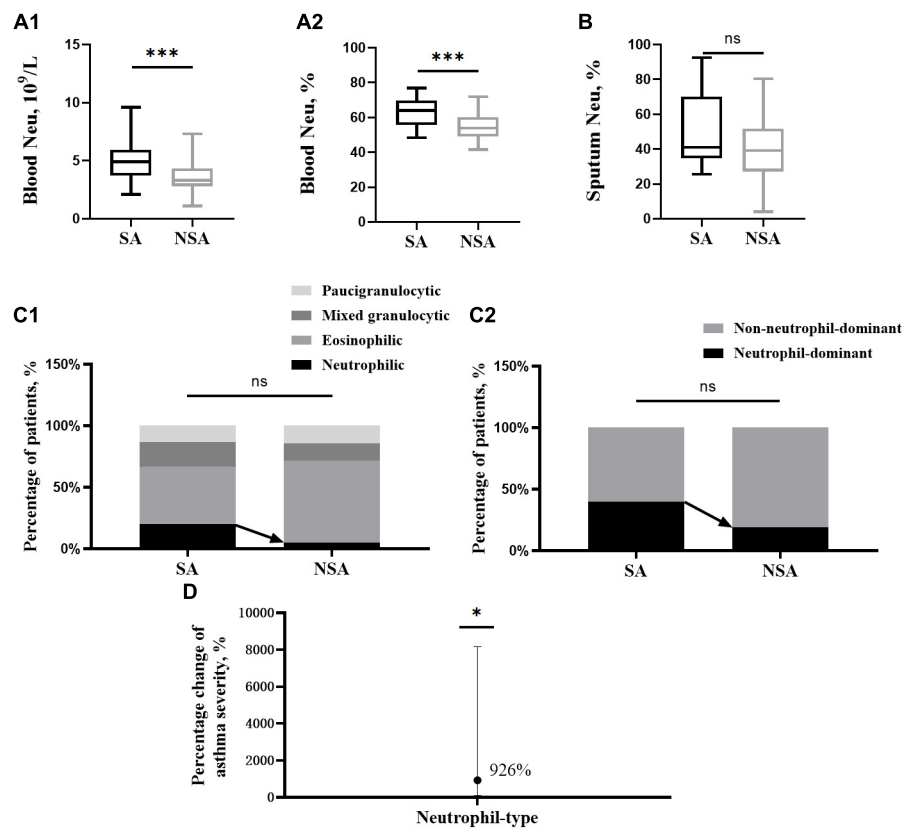 A1
Blood Neu, 10⁹/L
15
10
5
0
***
SA
NSA
A2
Blood Neu, %
100
80
60
40
20
0
***
SA
NSA
B
Sputum Neu, %
100
80
60
40
20
0
ns
SA
NSA
C1
Paucigranulocytic
Mixed granulocytic
Eosinophilic
Neutrophilic
Percentage of patients, %
150%
100%
50%
0%
ns
SA
NSA
C2
Non-neutrophil-dominant
Neutrophil-dominant
Percentage of patients, %
150%
100%
50%
0%
ns
SA
NSA
D
Percentage change of
asthma severity, %
10000
8000
6000
4000
2000
0
*
926%
Neutrophil-type